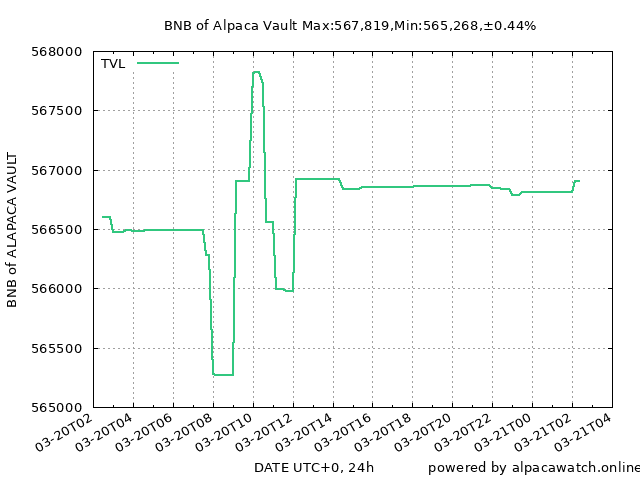 BNB of Alpaca Vault Max:567,819,Min:565,268,±0.44%
568000
TVL
567500
567000
566500
566000
565500
565000
BNB of ALAPACA VAULT
03-20T02
03-20T04
03-20T06
03-20T08
03-20T10
03-20T12
03-20T14
03-20T16
03-20T18
03-20T20
03-20T22
03-21T00
03-21T02
03-21T04
DATE UTC+0, 24h
powered by alpacawatch.online